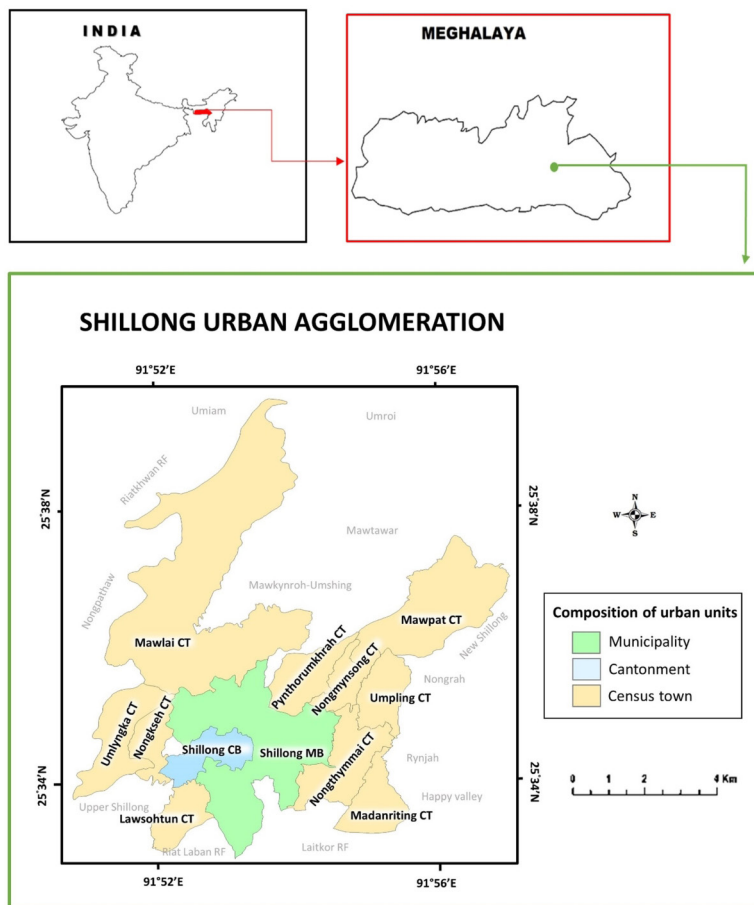 INDIA
MEGHALAYA
SHILLONG URBAN AGGLOMERATION
91°52'E
91°56'E
Umiam
Umroi
Riatkhwan RF
25°38'N
25°38'N
N
W E
S
Mawtawar
Nongpathaw
Mawkynroh-Umshing
Mawlai CT
Mawpat CT
New Shillong
Pynthorumkhrah CT
Nongmynsong CT
Nongrah
Umpling CT
Umlyngka CT
Nongkseh CT
Shillong CB
Shillong MB
Nongthymmai CT
Rynjah
25°34'N
25°34'N
Happy valley
Upper Shillong
Lawsohtun CT
Madanriting CT
Riat Laban RF
Laitkor RF
91°52'E
91°56'E
Composition of urban units
Municipality
Cantonment
Census town
0 1 2 4 Km